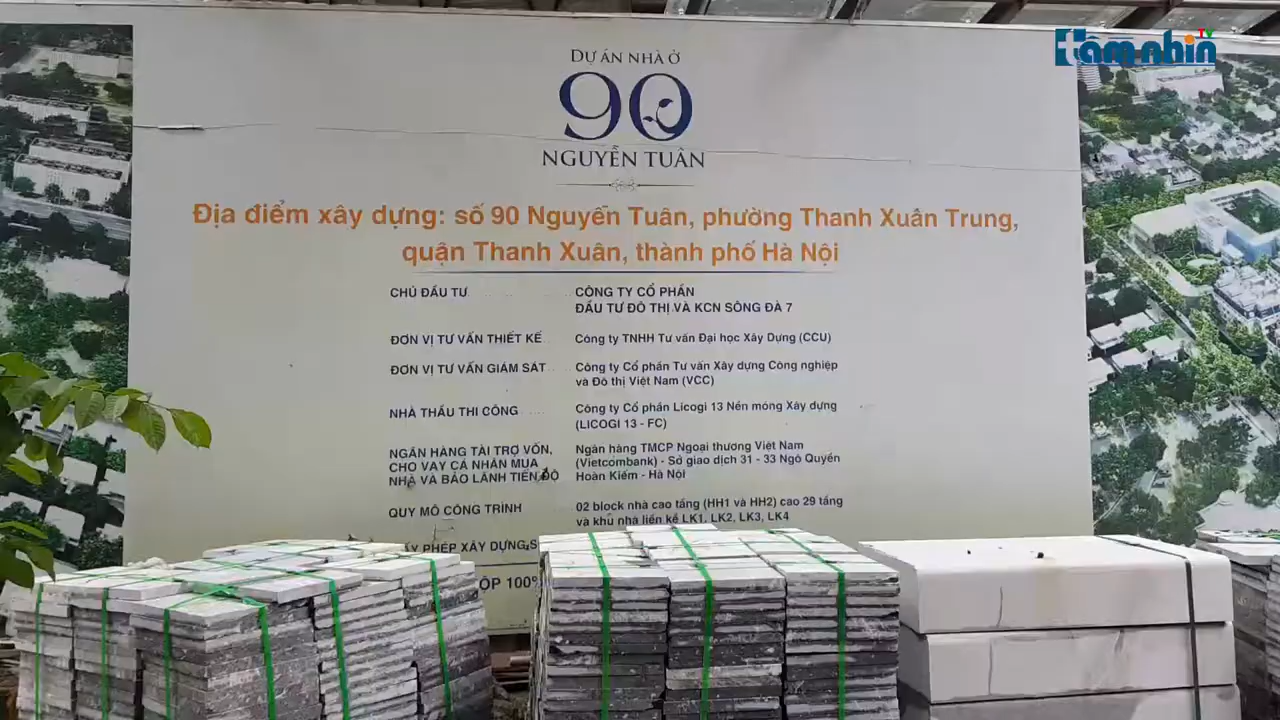 Tầm nhìn TV
DỰ ÁN NHÀ Ở
90
NGUYỄN TUÂN
Địa điểm xây dựng: số 90 Nguyễn Tuân, phường Thanh Xuân Trung,
quận Thanh Xuân, thành phố Hà Nội
CHỦ ĐẦU TƯ CÔNG TY CỔ PHẦN
ĐẦU TƯ ĐÔ THỊ VÀ KCN SÔNG ĐÀ 7
ĐƠN VỊ TƯ VẤN THIẾT KẾ Công ty TNHH Tư vấn Đại học Xây Dựng (CCU)
ĐƠN VỊ TƯ VẤN GIÁM SÁT Công ty Cổ phần Tư vấn Xây dựng Công nghiệp
và Đô thị Việt Nam (VCC)
NHÀ THẦU THI CÔNG Công ty Cổ phần Licogi 13 Nền móng Xây dựng
(LICOGI 13 - FC)
NGÂN HÀNG TÀI TRỢ VỐN, Ngân hàng TMCP Ngoại thương Việt Nam
CHO VAY CÁ NHÂN MUA (Vietcombank) - Sở giao dịch 31 - 33 Ngô Quyền
NHÀ VÀ BẢO LÃNH TIẾN ĐỘ Hoàn Kiếm - Hà Nội
QUY MÔ CÔNG TRÌNH 02 block nhà cao tầng (HH1 và HH2) cao 29 tầng
và khu nhà liền kề LK1, LK2, LK3, LK4
PHÉP XÂY DỰNG
100%